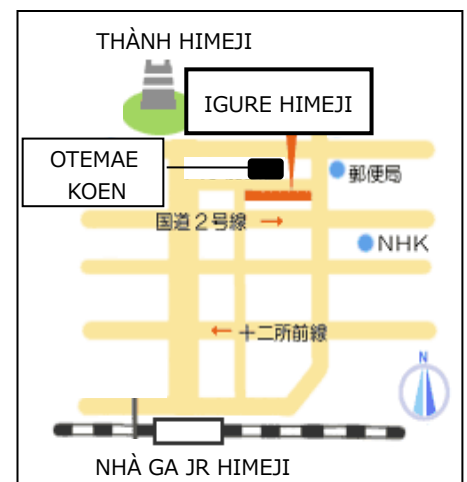 THÀNH HIMEJI
IGURE HIMEJI
OTEMAE
KOEN
郵便局
国道2号線 →
NHK
← 十二所前線
N
NHÀ GA JR HIMEJI